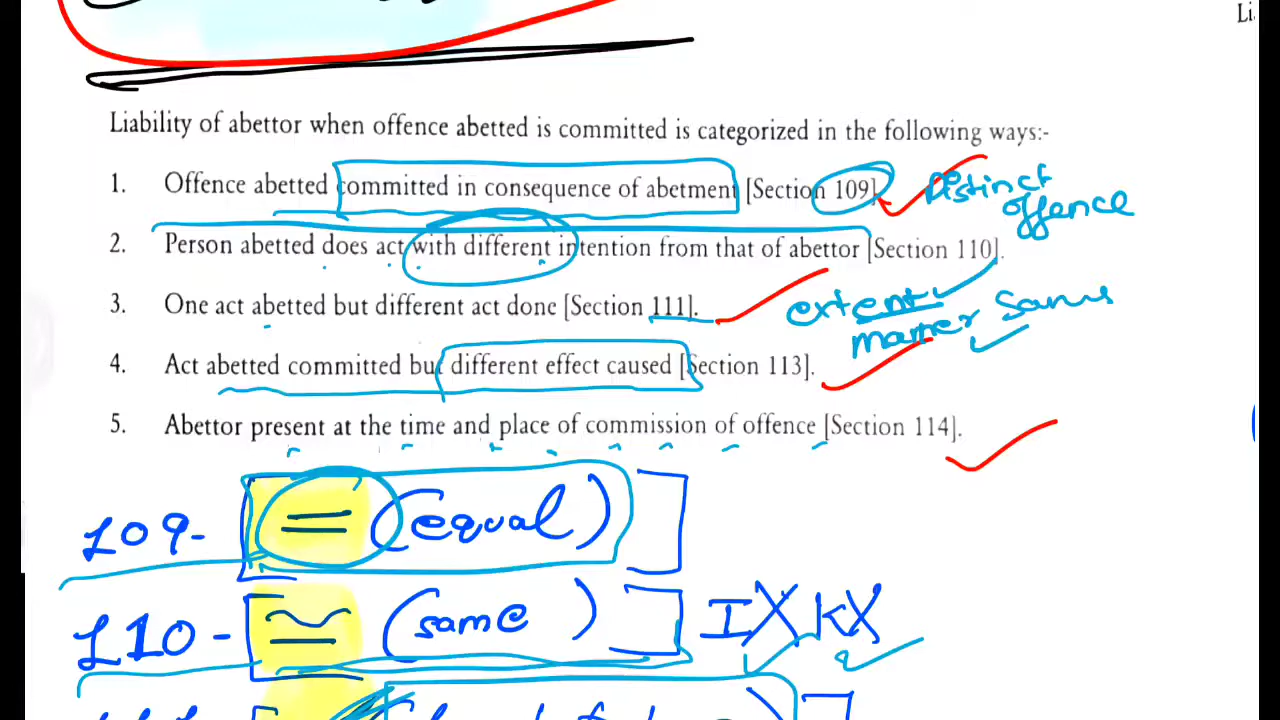 Li
Liability of abettor when offence abetted is committed is categorized in the following ways:-
1. Offence abetted committed in consequence of abetment [Section 109].
Distinct offence
2. Person abetted does act with different intention from that of abettor [Section 110].
3. One act abetted but different act done [Section 111].
extent
manner same
4. Act abetted committed but different effect caused [Section 113].
5. Abettor present at the time and place of commission of offence [Section 114].
109- [= (equal)]
110- [≃ (same)] IX KX